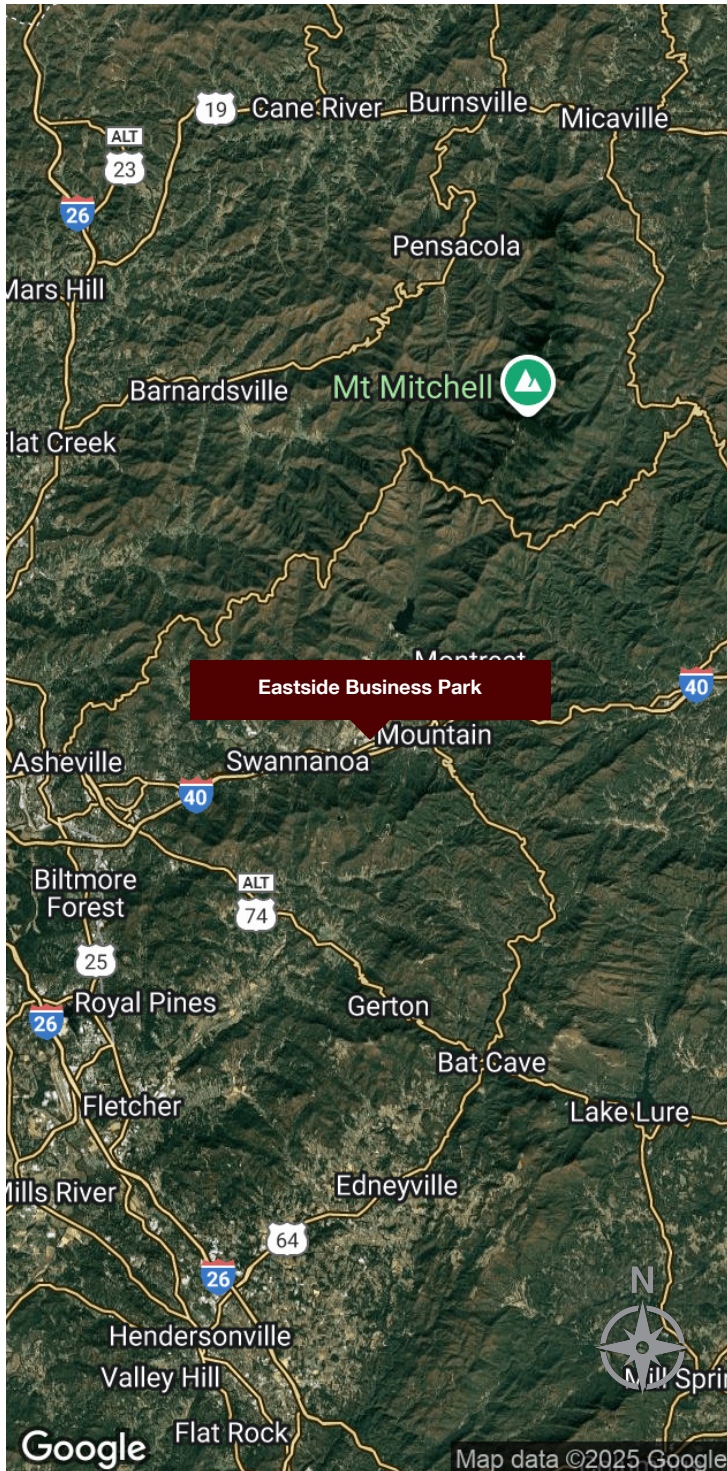 19
Cane River
Burnsville
Micaville
ALT
23
26
Pensacola
Mars Hill
Barnardsville
Mt Mitchell
Flat Creek
Eastside Business Park
40
Mountain
Asheville
Swannanoa
40
Biltmore
Forest
ALT
74
25
Royal Pines
Gerton
26
Bat Cave
Fletcher
Lake Lure
Mills River
Edneyville
64
26
N
Hendersonville
Valley Hill
Flat Rock
Google
Map data ©2025 Google